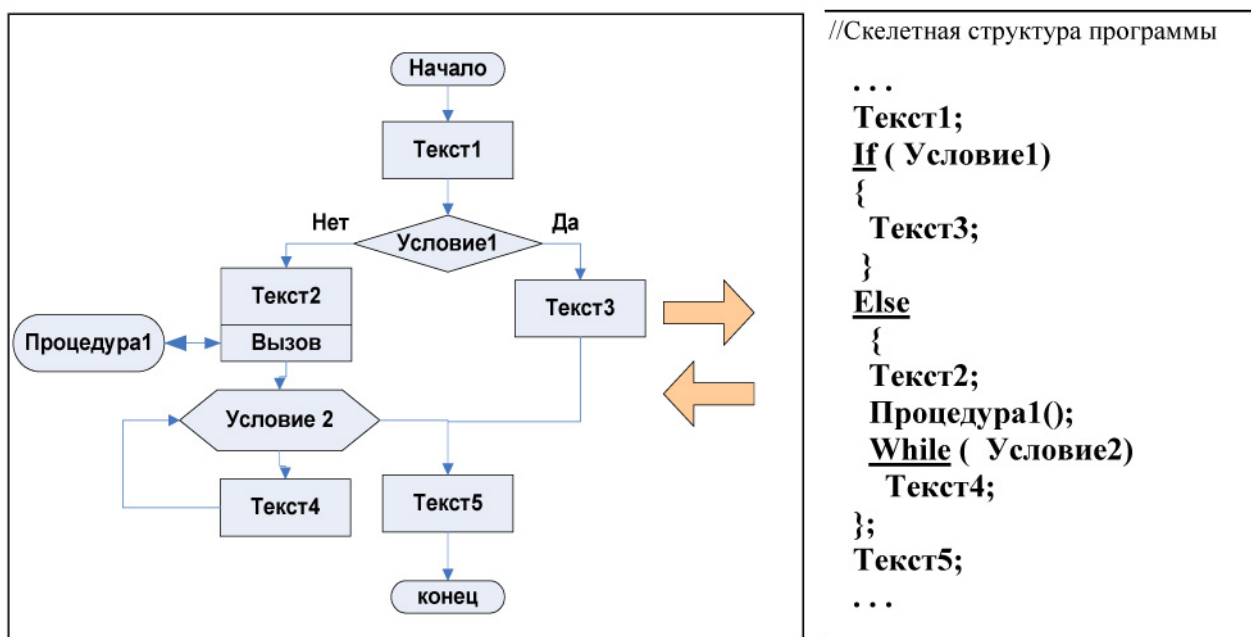 Начало
Текст1
Нет
Да
Условие1
Текст2
Текст3
Процедура1
Вызов
Условие 2
Текст4
Текст5
конец
//Скелетная структура программы
. . .
Текст1;
If ( Условие1)
{
Текст3;
}
Else
{
Текст2;
Процедура1();
While ( Условие2)
Текст4;
};
Текст5;
. . .